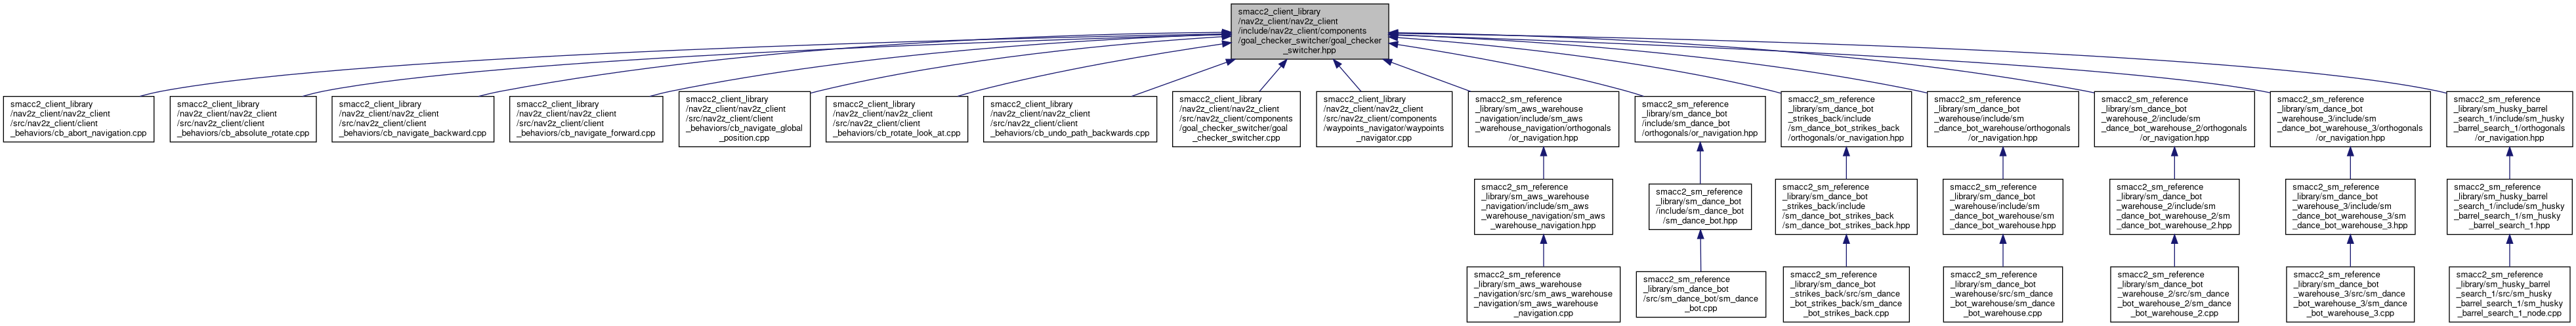 smacc2_client_library
/nav2z_client/nav2z_client
/include/nav2z_client/components
/goal_checker_switcher/goal_checker
_switcher.hpp
smacc2_client_library
/nav2z_client/nav2z_client
/src/nav2z_client/client
_behaviors/cb_abort_navigation.cpp
smacc2_client_library
/nav2z_client/nav2z_client
/src/nav2z_client/client
_behaviors/cb_absolute_rotate.cpp
smacc2_client_library
/nav2z_client/nav2z_client
/src/nav2z_client/client
_behaviors/cb_navigate_backward.cpp
smacc2_client_library
/nav2z_client/nav2z_client
/src/nav2z_client/client
_behaviors/cb_navigate_forward.cpp
smacc2_client_library
/nav2z_client/nav2z_client
/src/nav2z_client/client
_behaviors/cb_navigate_global
_position.cpp
smacc2_client_library
/nav2z_client/nav2z_client
/src/nav2z_client/client
_behaviors/cb_rotate_look_at.cpp
smacc2_client_library
/nav2z_client/nav2z_client
/src/nav2z_client/client
_behaviors/cb_undo_path_backwards.cpp
smacc2_client_library
/nav2z_client/nav2z_client
/src/nav2z_client/components
/goal_checker_switcher/goal
_checker_switcher.cpp
smacc2_client_library
/nav2z_client/nav2z_client
/src/nav2z_client/components
/waypoints_navigator/waypoints
_navigator.cpp
smacc2_sm_reference
_library/sm_aws_warehouse
_navigation/include/sm_aws
_warehouse_navigation/orthogonals
/or_navigation.hpp
smacc2_sm_reference
_library/sm_dance_bot
/include/sm_dance_bot
/orthogonals/or_navigation.hpp
smacc2_sm_reference
_library/sm_dance_bot
_strikes_back/include
/sm_dance_bot_strikes_back
/orthogonals/or_navigation.hpp
smacc2_sm_reference
_library/sm_dance_bot
_warehouse/include/sm
_dance_bot_warehouse/orthogonals
/or_navigation.hpp
smacc2_sm_reference
_library/sm_dance_bot
_warehouse_2/include/sm
_dance_bot_warehouse_2/orthogonals
/or_navigation.hpp
smacc2_sm_reference
_library/sm_dance_bot
_warehouse_3/include/sm
_dance_bot_warehouse_3/orthogonals
/or_navigation.hpp
smacc2_sm_reference
_library/sm_husky_barrel
_search_1/include/sm_husky
_barrel_search_1/orthogonals
/or_navigation.hpp
smacc2_sm_reference
_library/sm_aws_warehouse
_navigation/include/sm_aws
_warehouse_navigation/sm_aws
_warehouse_navigation.hpp
smacc2_sm_reference
_library/sm_dance_bot
/include/sm_dance_bot
/sm_dance_bot.hpp
smacc2_sm_reference
_library/sm_dance_bot
_strikes_back/include
/sm_dance_bot_strikes_back
/sm_dance_bot_strikes_back.hpp
smacc2_sm_reference
_library/sm_dance_bot
_warehouse/include/sm
_dance_bot_warehouse/sm
_dance_bot_warehouse.hpp
smacc2_sm_reference
_library/sm_dance_bot
_warehouse_2/include/sm
_dance_bot_warehouse_2/sm
_dance_bot_warehouse_2.hpp
smacc2_sm_reference
_library/sm_dance_bot
_warehouse_3/include/sm
_dance_bot_warehouse_3/sm
_dance_bot_warehouse_3.hpp
smacc2_sm_reference
_library/sm_husky_barrel
_search_1/include/sm_husky
_barrel_search_1/sm_husky
_barrel_search_1.hpp
smacc2_sm_reference
_library/sm_aws_warehouse
_navigation/src/sm_aws_warehouse
_navigation/sm_aws_warehouse
_navigation.cpp
smacc2_sm_reference
_library/sm_dance_bot
/src/sm_dance_bot/sm_dance
_bot.cpp
smacc2_sm_reference
_library/sm_dance_bot
_strikes_back/src/sm_dance
_bot_strikes_back/sm_dance
_bot_strikes_back.cpp
smacc2_sm_reference
_library/sm_dance_bot
_warehouse/src/sm_dance
_bot_warehouse/sm_dance
_bot_warehouse.cpp
smacc2_sm_reference
_library/sm_dance_bot
_warehouse_2/src/sm_dance
_bot_warehouse_2/sm_dance
_bot_warehouse_2.cpp
smacc2_sm_reference
_library/sm_dance_bot
_warehouse_3/src/sm_dance
_bot_warehouse_3/sm_dance
_bot_warehouse_3.cpp
smacc2_sm_reference
_library/sm_husky_barrel
_search_1/src/sm_husky
_barrel_search_1/sm_husky
_barrel_search_1_node.cpp